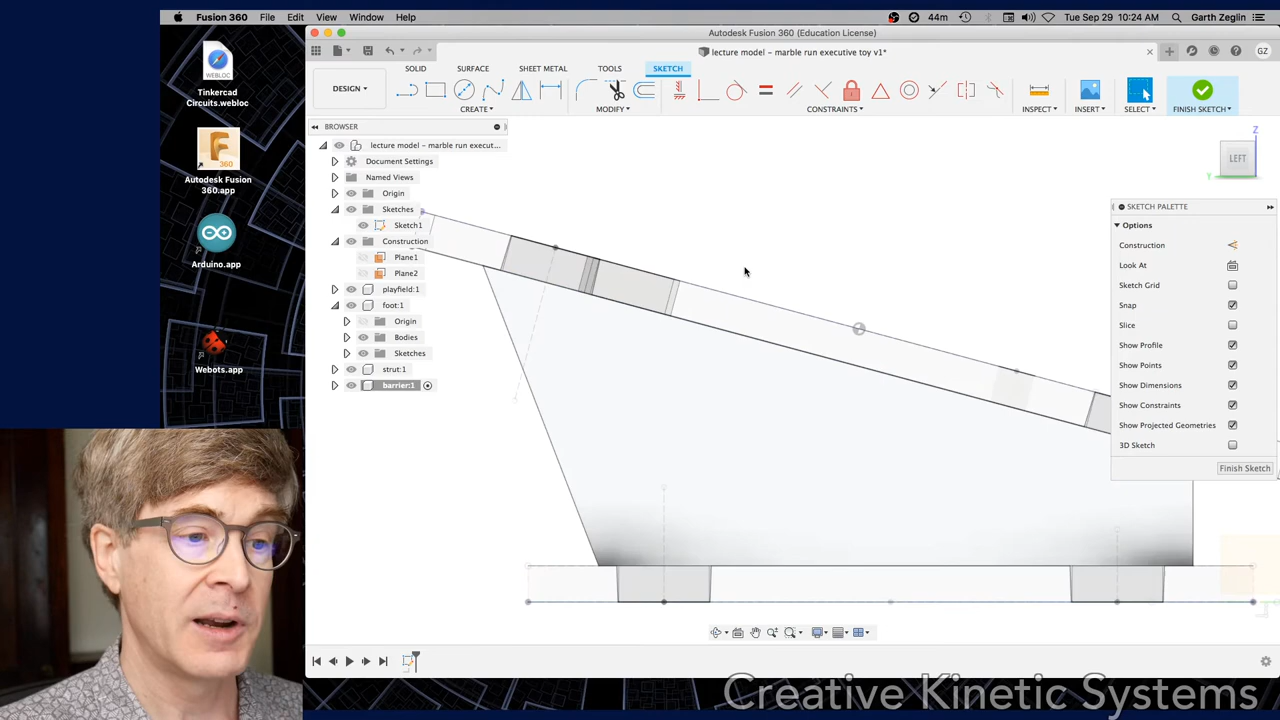 Fusion 360 File Edit View Window Help 44m Tue Sep 29 10:24 AM Garth Zeglin
Autodesk Fusion 360 (Education License)
lecture model – marble run executive toy v1* GZ
SOLID SURFACE SHEET METAL TOOLS SKETCH
DESIGN
CREATE MODIFY CONSTRAINTS INSPECT INSERT SELECT FINISH SKETCH
BROWSER
lecture model – marble run execut...
Document Settings
Named Views
Origin
Sketches
Sketch1
Construction
Plane1
Plane2
playfield:1
foot:1
Origin
Bodies
Sketches
strut:1
barrier:1
WEBLOC
Tinkercad
Circuits.webloc
360
Autodesk Fusion
360.app
Arduino.app
Webots.app
Z
LEFT
Y
SKETCH PALETTE
Options
Construction
Look At
Sketch Grid
Snap
Slice
Show Profile
Show Points
Show Dimensions
Show Constraints
Show Projected Geometries
3D Sketch
Finish Sketch
Creative Kinetic Systems